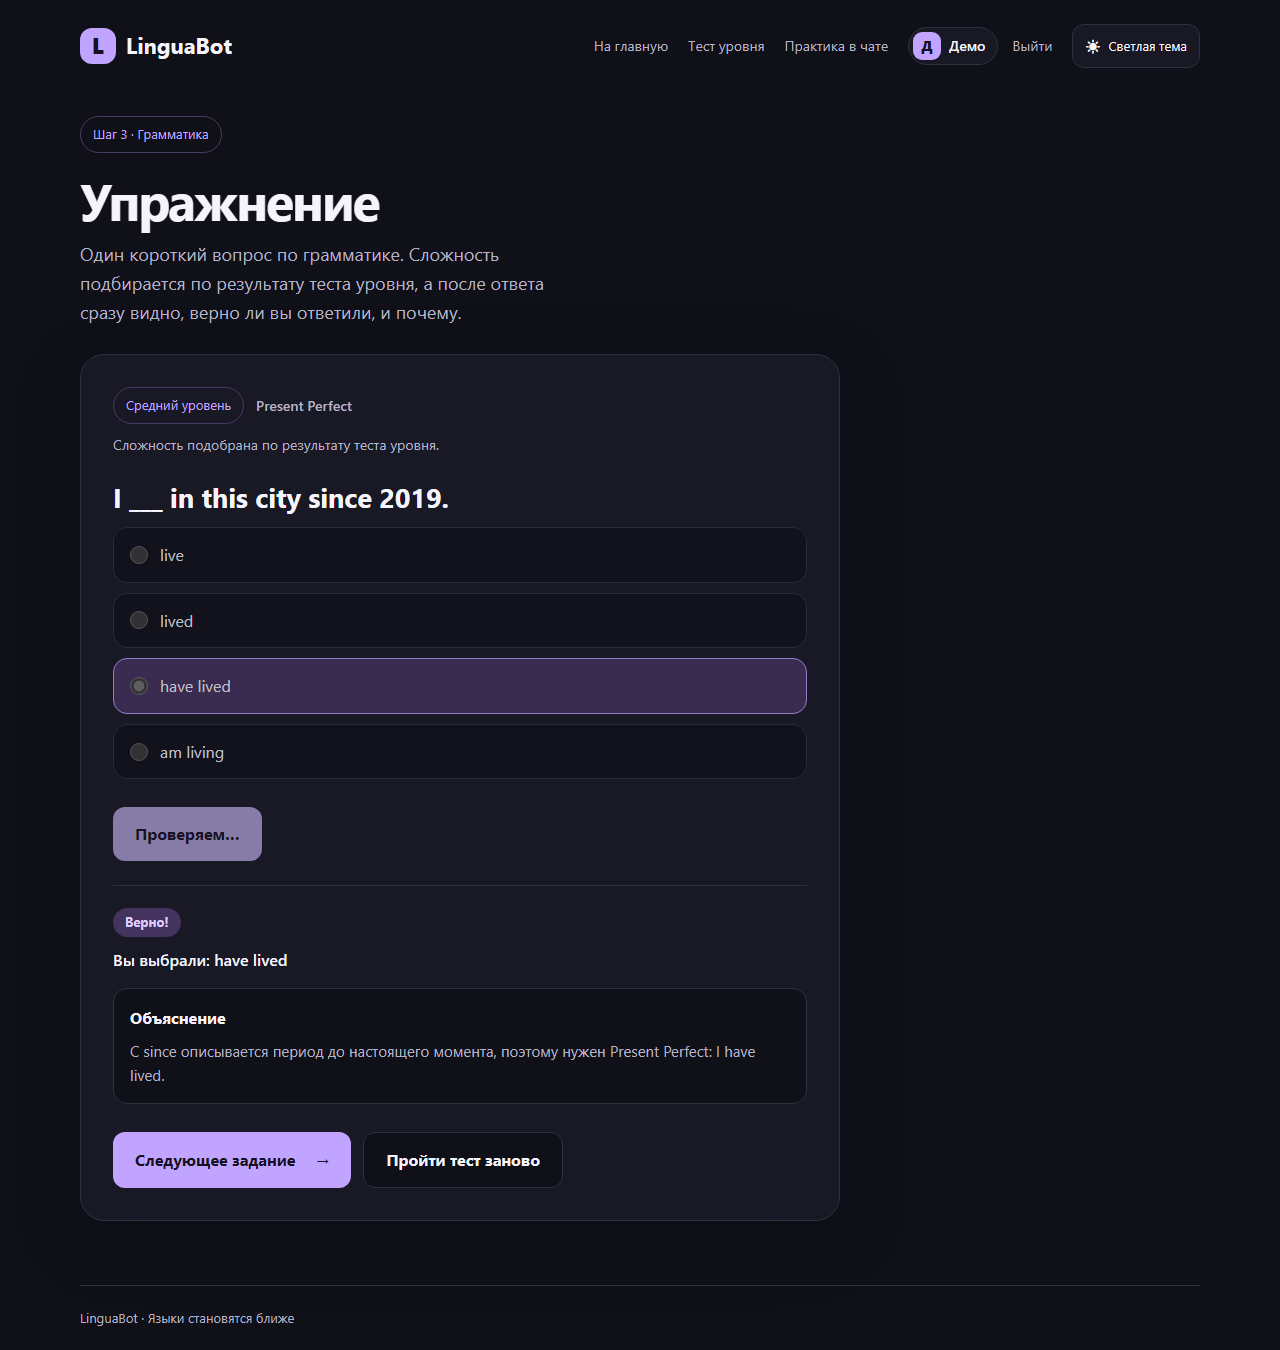 L LinguaBot
На главную Тест уровня Практика в чате Д Демо Выйти Светлая тема
Шаг 3 · Грамматика
Упражнение
Один короткий вопрос по грамматике. Сложность
подбирается по результату теста уровня, а после ответа
сразу видно, верно ли вы ответили, и почему.
Средний уровень Present Perfect
Сложность подобрана по результату теста уровня.
I ___ in this city since 2019.
live
lived
have lived
am living
Проверяем...
Верно!
Вы выбрали: have lived
Объяснение
С since описывается период до настоящего момента, поэтому нужен Present Perfect: I have
lived.
Следующее задание →
Пройти тест заново
LinguaBot · Языки становятся ближе